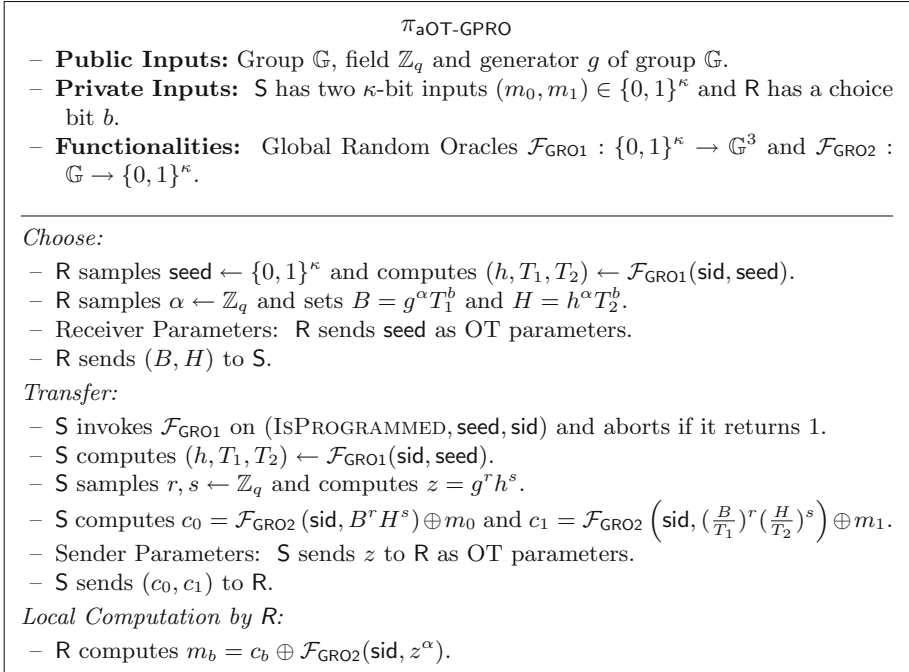 π_aOT-GPRO
– Public Inputs: Group 𝔾, field ℤ_q and generator g of group 𝔾.
– Private Inputs: S has two κ-bit inputs (m_0, m_1) ∈ {0, 1}^κ and R has a choice
bit b.
– Functionalities: Global Random Oracles F_GRO1 : {0, 1}^κ → 𝔾^3 and F_GRO2 :
𝔾 → {0, 1}^κ.
Choose:
– R samples seed ← {0, 1}^κ and computes (h, T_1, T_2) ← F_GRO1(sid, seed).
– R samples α ← ℤ_q and sets B = g^α T_1^b and H = h^α T_2^b.
– Receiver Parameters: R sends seed as OT parameters.
– R sends (B, H) to S.
Transfer:
– S invokes F_GRO1 on (IsProgrammed, seed, sid) and aborts if it returns 1.
– S computes (h, T_1, T_2) ← F_GRO1(sid, seed).
– S samples r, s ← ℤ_q and computes z = g^r h^s.
– S computes c_0 = F_GRO2 (sid, B^r H^s) ⊕ m_0 and c_1 = F_GRO2 (sid, (B/T_1)^r (H/T_2)^s) ⊕ m_1.
– Sender Parameters: S sends z to R as OT parameters.
– S sends (c_0, c_1) to R.
Local Computation by R:
– R computes m_b = c_b ⊕ F_GRO2(sid, z^α).